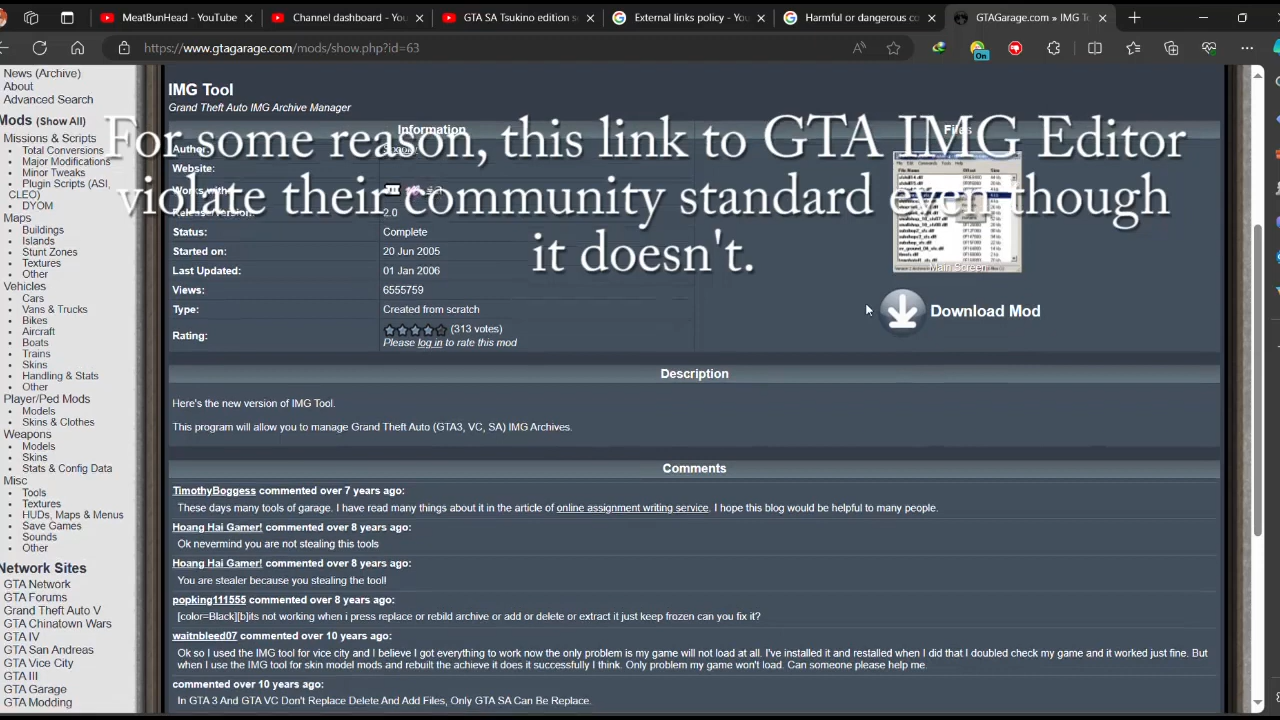 MeatBunHead - YouTube
Channel dashboard - You
GTA SA Tsukino edition s
External links policy - You
Harmful or dangerous co
GTAGarage.com » IMG T
https://www.gtagarage.com/mods/show.php?id=63
On
News (Archive)
About
Advanced Search
Mods (Show All)
Missions & Scripts
Total Conversions
Major Modifications
Minor Tweaks
Plugin Scripts (ASI,
CLEO)
DYOM
Maps
Buildings
Islands
Stunt Zones
Textures
Other
Vehicles
Cars
Vans & Trucks
Bikes
Aircraft
Boats
Trains
Skins
Handling & Stats
Other
Player/Ped Mods
Models
Skins & Clothes
Weapons
Models
Skins
Stats & Config Data
Misc
Tools
Textures
HUDs, Maps & Menus
Save Games
Sounds
Other
Network Sites
GTA Network
GTA Forums
Grand Theft Auto V
GTA Chinatown Wars
GTA IV
GTA San Andreas
GTA Vice City
GTA III
GTA Garage
GTA Modding
IMG Tool
Grand Theft Auto IMG Archive Manager
For some reason, this link to GTA IMG Editor
violate their community standard even though
it doesn't.
Information
Files
Author:
Website:
Release/Version: 2.0
Status: Complete
Started on: 20 Jun 2005
Last Updated: 01 Jan 2006
Views: 6555759
Type: Created from scratch
Rating: (313 votes)
Please log in to rate this mod
Main Screen
Download Mod
Description
Here's the new version of IMG Tool.
This program will allow you to manage Grand Theft Auto (GTA3, VC, SA) IMG Archives.
Comments
TimothyBoggess commented over 7 years ago:
These days many tools of garage. I have read many things about it in the article of online assignment writing service. I hope this blog would be helpful to many people.
Hoang Hai Gamer! commented over 8 years ago:
Ok nevermind you are not stealing this tools
Hoang Hai Gamer! commented over 8 years ago:
You are stealer because you stealing the tool!
popking111555 commented over 8 years ago:
[color=Black][b]its not working when i press replace or rebild archive or add or delete or extract it just keep frozen can you fix it?
waitnbleed07 commented over 10 years ago:
Ok so I used the IMG tool for vice city and I believe I got everything to work now the only problem is my game will not load at all. I've installed it and restalled when I did that I doubled check my game and it worked just fine. But
when I use the IMG tool for skin model mods and rebuilt the achieve it does it successfully I think. Only problem my game won't load. Can someone please help me.
commented over 10 years ago:
In GTA 3 And GTA VC Don't Replace Delete And Add Files, Only GTA SA Can Be Replace.